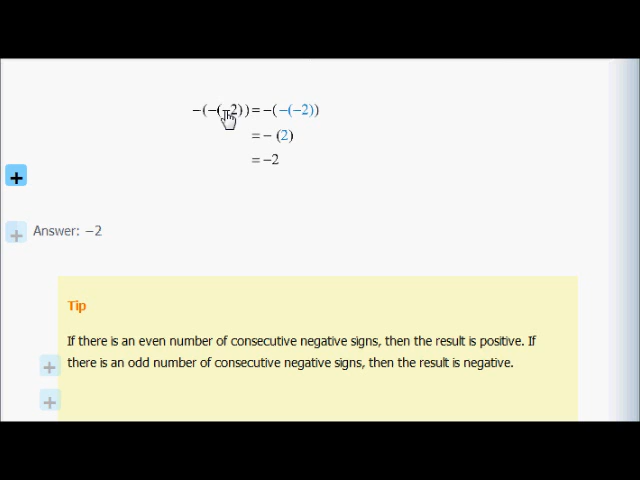 −(−(−2))=−(−(−2))
=−(2)
=−2
Answer: −2
Tip
If there is an even number of consecutive negative signs, then the result is positive. If
there is an odd number of consecutive negative signs, then the result is negative.